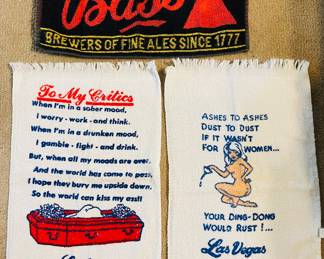 Bass
BREWERS OF FINE ALES SINCE 1777
To My Critics
When I'm in a sober mood,
I worry - work - and think.
When I'm in a drunken mood,
I gamble - fight - and drink.
But, when all my moods are over,
And the world has come to pass,
I hope they bury me upside down,
So the world can kiss my ass!!
ASHES TO ASHES
DUST TO DUST
IF IT WASN'T
FOR WOMEN...
YOUR DING-DONG
WOULD RUST!...
Las Vegas